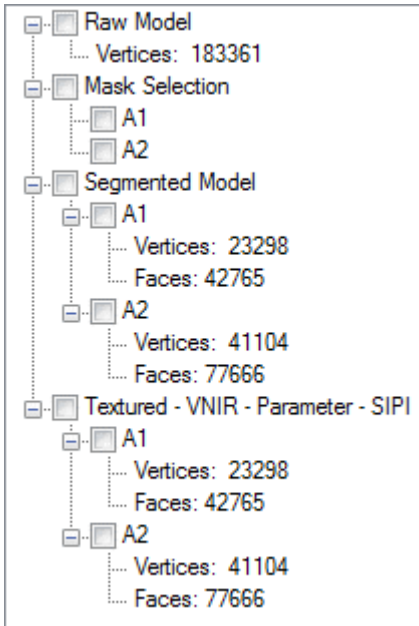 Raw Model
Vertices: 183361
Mask Selection
A1
A2
Segmented Model
A1
Vertices: 23298
Faces: 42765
A2
Vertices: 41104
Faces: 77666
Textured - VNIR - Parameter - SIPI
A1
Vertices: 23298
Faces: 42765
A2
Vertices: 41104
Faces: 77666